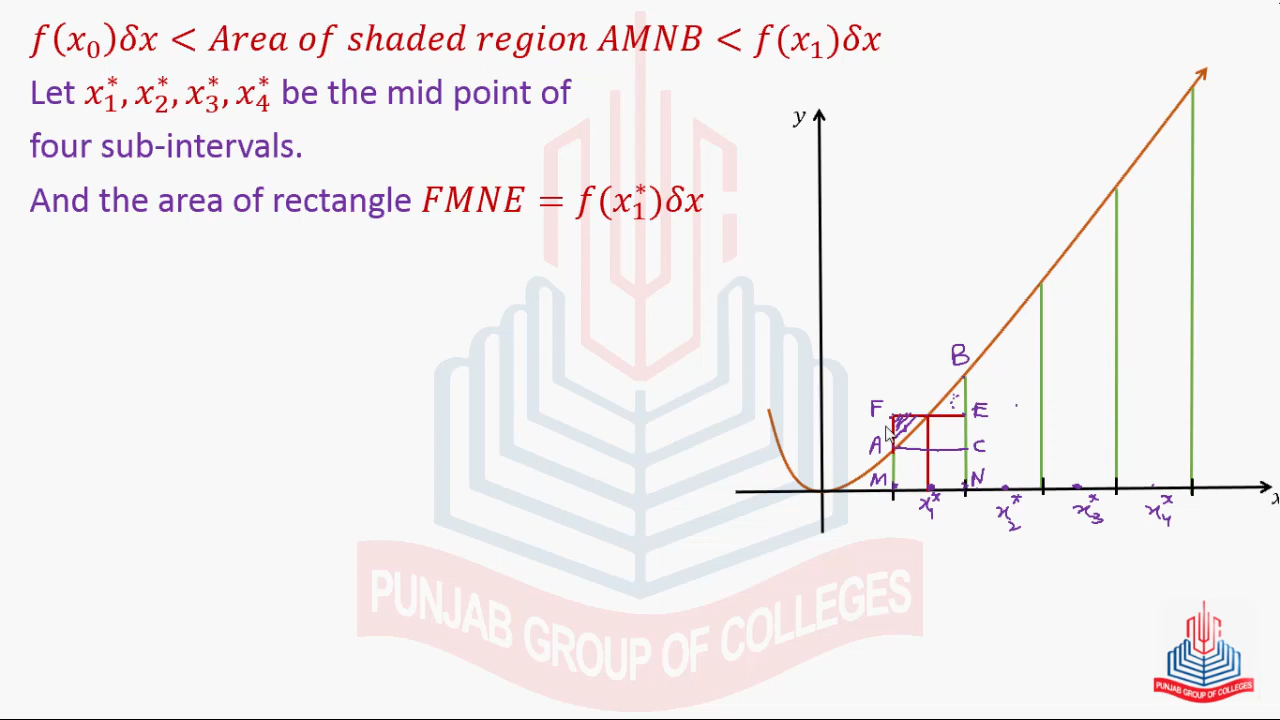 f(x₀)δx < Area of shaded region AMNB < f(x₁)δx
Let x₁*, x₂*, x₃*, x₄* be the mid point of
four sub-intervals.
And the area of rectangle FMNE = f(x₁*)δx
y
B
F E
A C
M N
x₁* x₂* x₃* x₄*
x
PUNJAB GROUP OF COLLEGES
PUNJAB GROUP OF COLLEGES